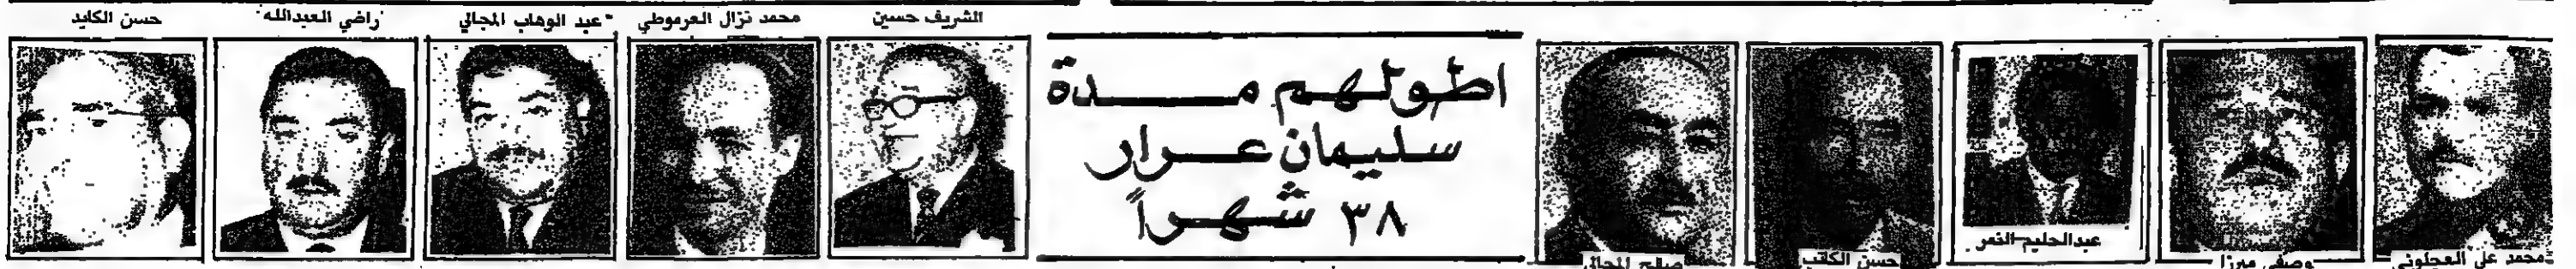 محمد علي العجلوني
وصفي ميرزا
عبدالحليم النمر
حسن الكاتب
صالح المجالي
اطولهم مدة
سليمان عرار
٣٨ شهراً
الشريف حسين
محمد نزال العرموطي
عبد الوهاب المجالي
راضي العبدالله
حسن الكايد